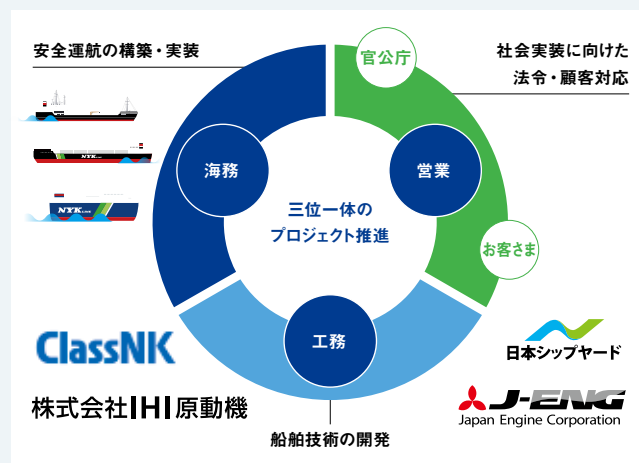 安全運航の構築・実装
官公庁
社会実装に向けた
法令・顧客対応
海務
営業
三位一体の
プロジェクト推進
お客さま
NYK LINE
工務
ClassNK
日本シップヤード
株式会社IHI原動機
J-ENG
Japan Engine Corporation
船舶技術の開発